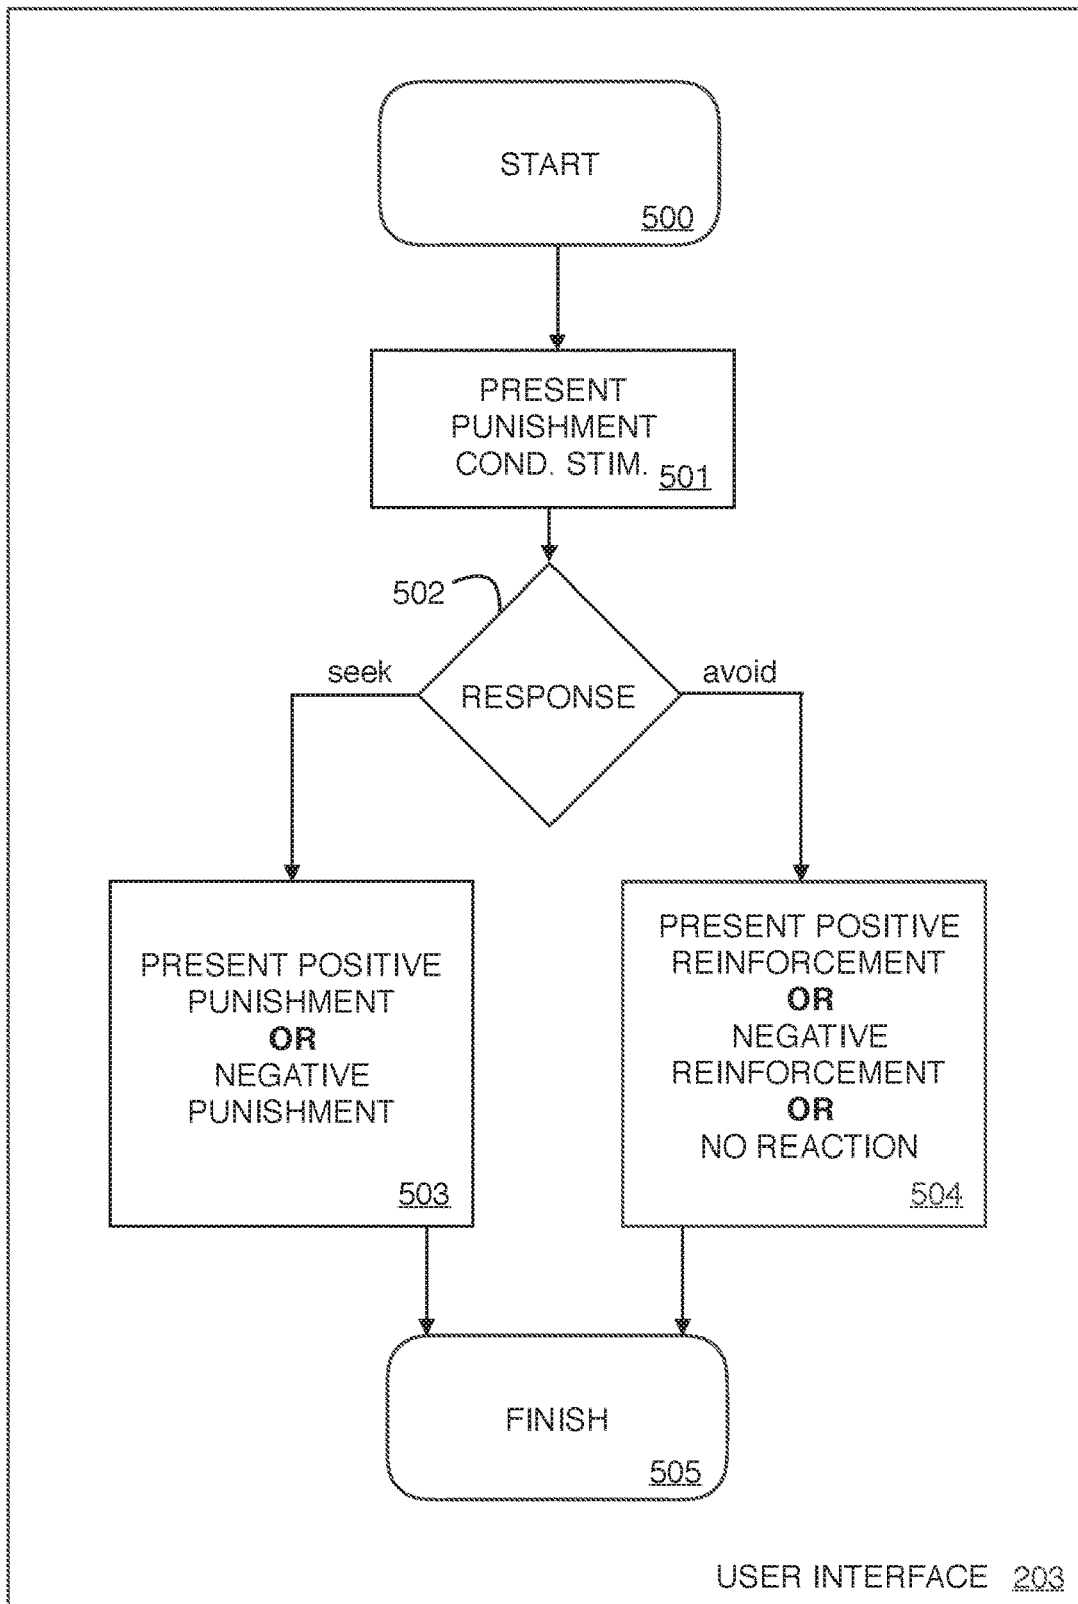 START
500
PRESENT
PUNISHMENT
COND. STIM.
501
502
seek
RESPONSE
avoid
PRESENT POSITIVE
PUNISHMENT
OR
NEGATIVE
PUNISHMENT
503
PRESENT POSITIVE
REINFORCEMENT
OR
NEGATIVE
REINFORCEMENT
OR
NO REACTION
504
FINISH
505
USER INTERFACE 203